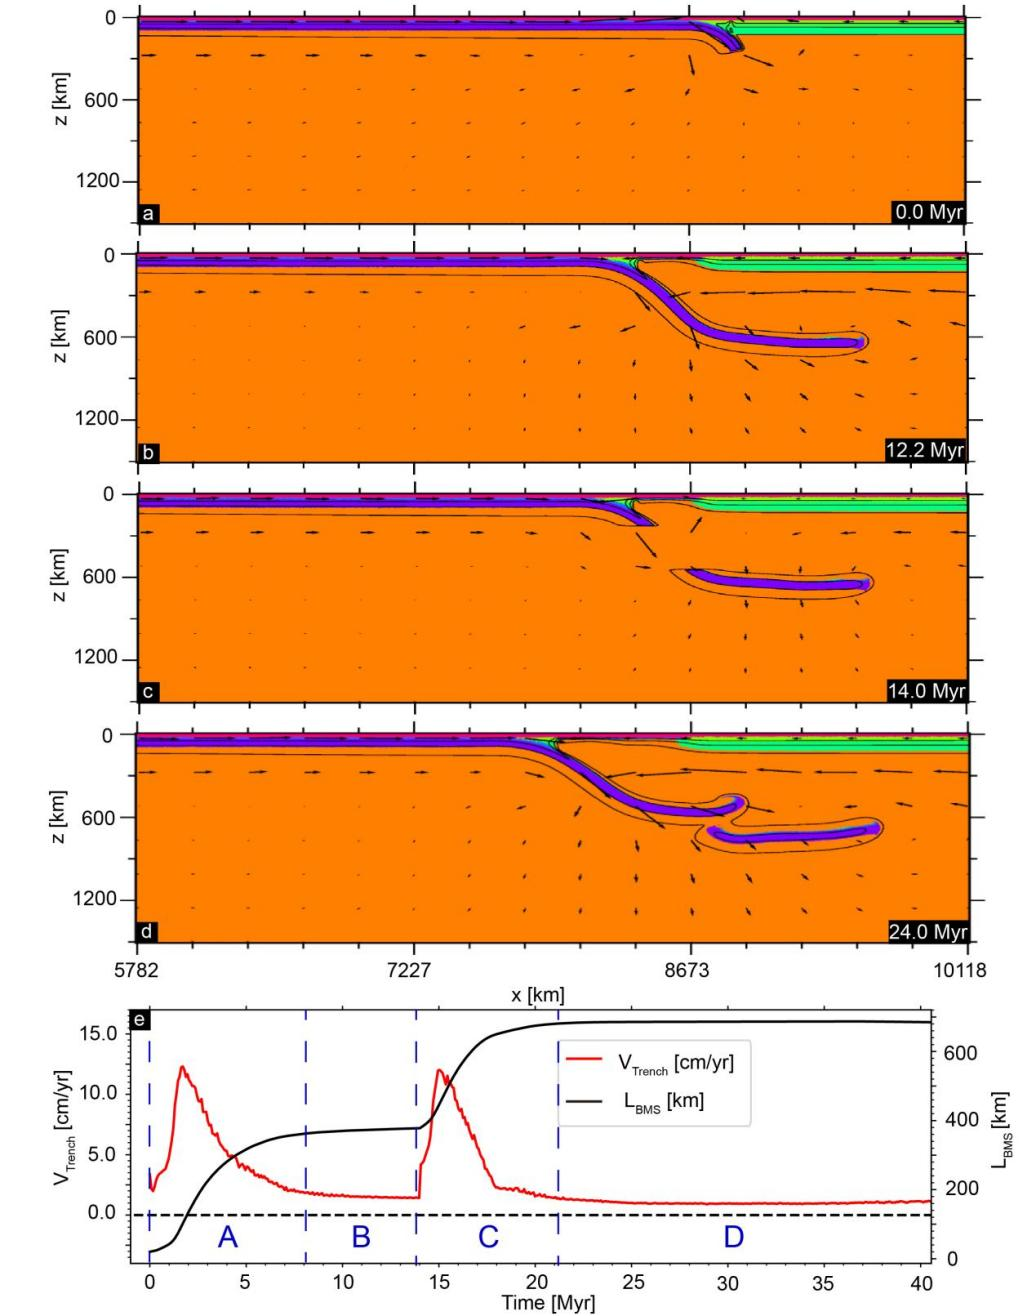 0
600
1200
z [km]
a
0.0 Myr
0
600
1200
z [km]
b
12.2 Myr
0
600
1200
z [km]
c
14.0 Myr
0
600
1200
z [km]
d
24.0 Myr
5782 7227 8673 10118
x [km]
e
15.0
10.0
5.0
0.0
V_Trench [cm/yr]
V_Trench [cm/yr]
L_BMS [km]
600
400
200
0
L_BMS [km]
A B C D
0 5 10 15 20 25 30 35 40
Time [Myr]